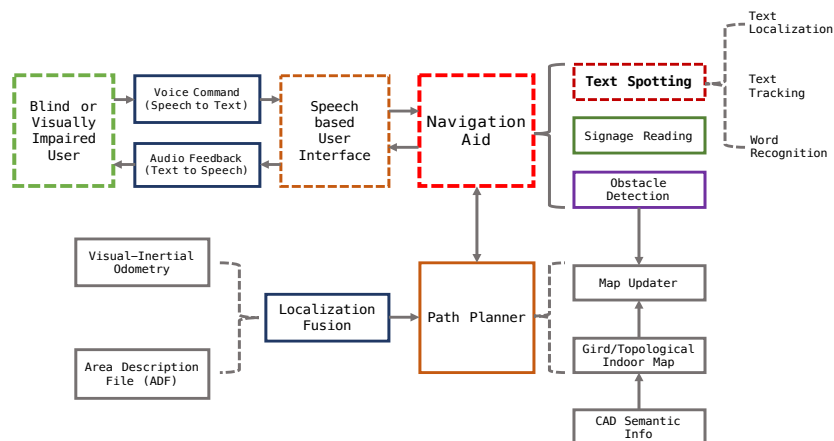 Text
Localization
Voice Command
(Speech to Text)
Blind or
Visually
Impaired
User
Speech
based
User
Interface
Navigation
Aid
Text Spotting
Text
Tracking
Signage Reading
Word
Recognition
Audio Feedback
(Text to Speech)
Obstacle
Detection
Visual-Inertial
Odometry
Localization
Fusion
Path Planner
Map Updater
Area Description
File (ADF)
Gird/Topological
Indoor Map
CAD Semantic
Info